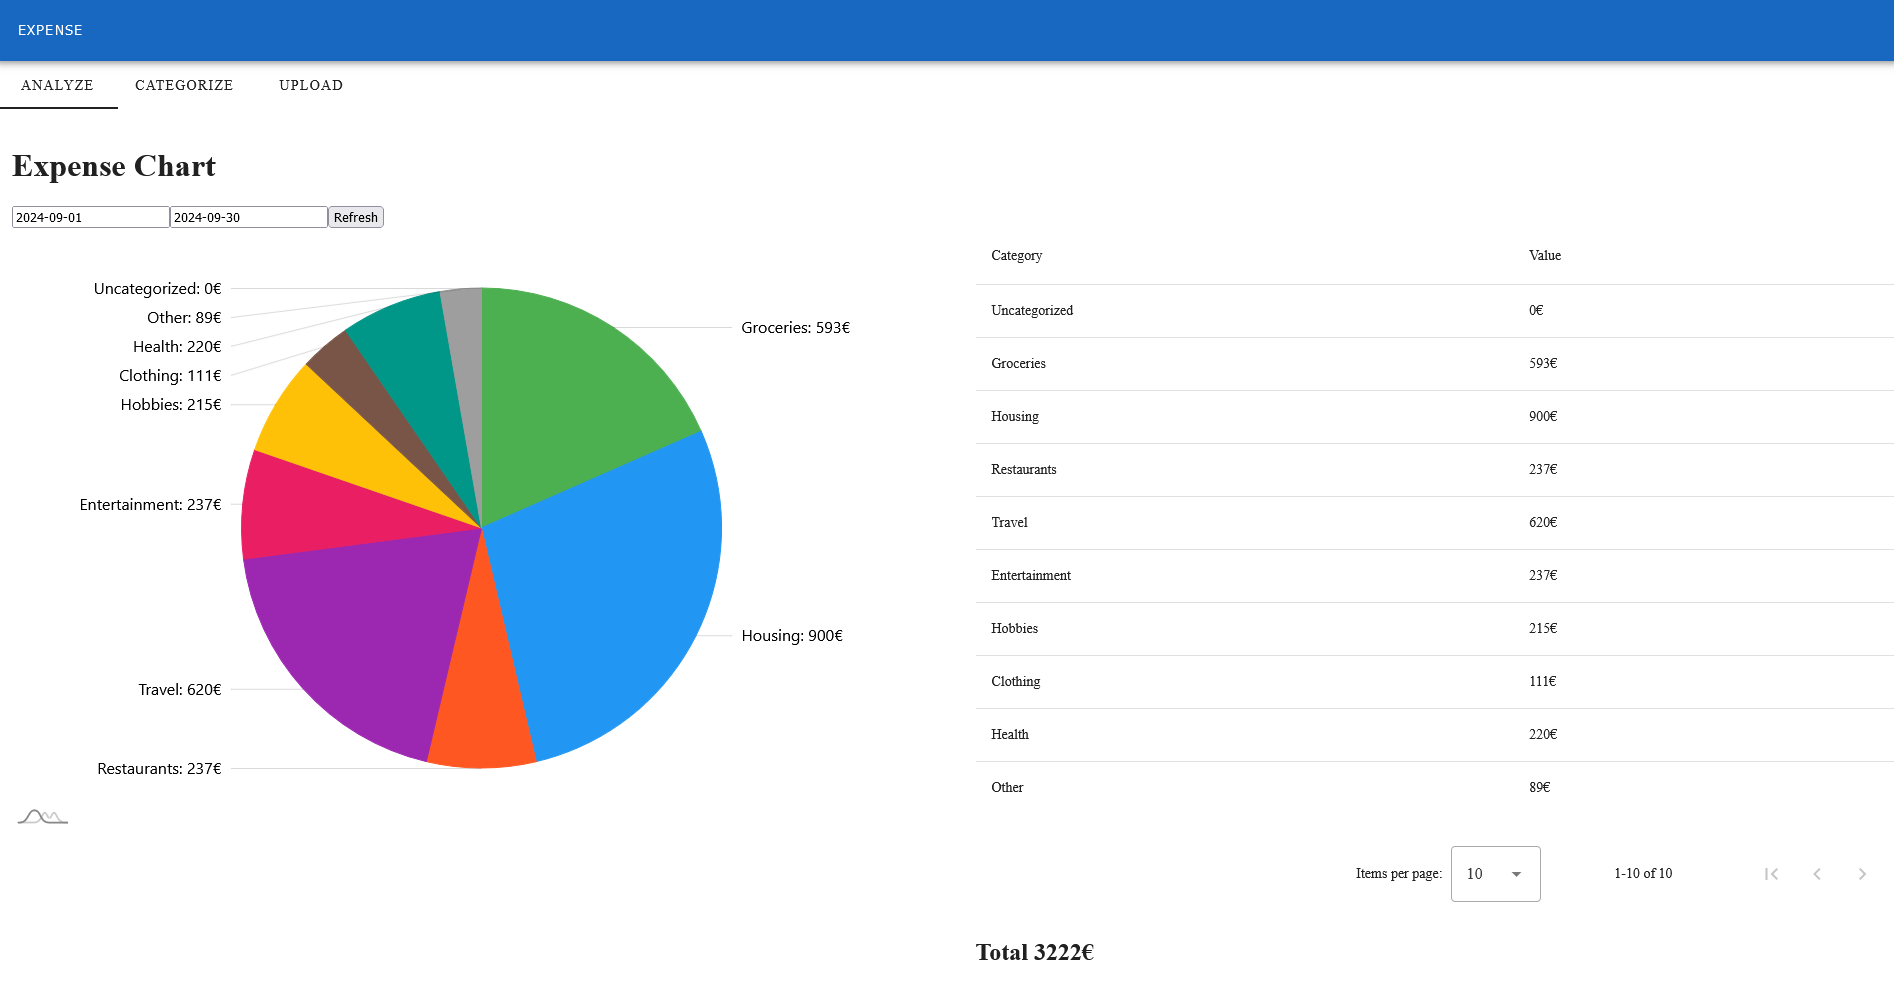 EXPENSE
ANALYZE CATEGORIZE UPLOAD
Expense Chart
2024-09-01 2024-09-30 Refresh
Uncategorized: 0€
Other: 89€
Health: 220€
Clothing: 111€
Hobbies: 215€
Entertainment: 237€
Travel: 620€
Restaurants: 237€
Groceries: 593€
Housing: 900€
Category Value
Uncategorized 0€
Groceries 593€
Housing 900€
Restaurants 237€
Travel 620€
Entertainment 237€
Hobbies 215€
Clothing 111€
Health 220€
Other 89€
Items per page: 10 1-10 of 10
Total 3222€